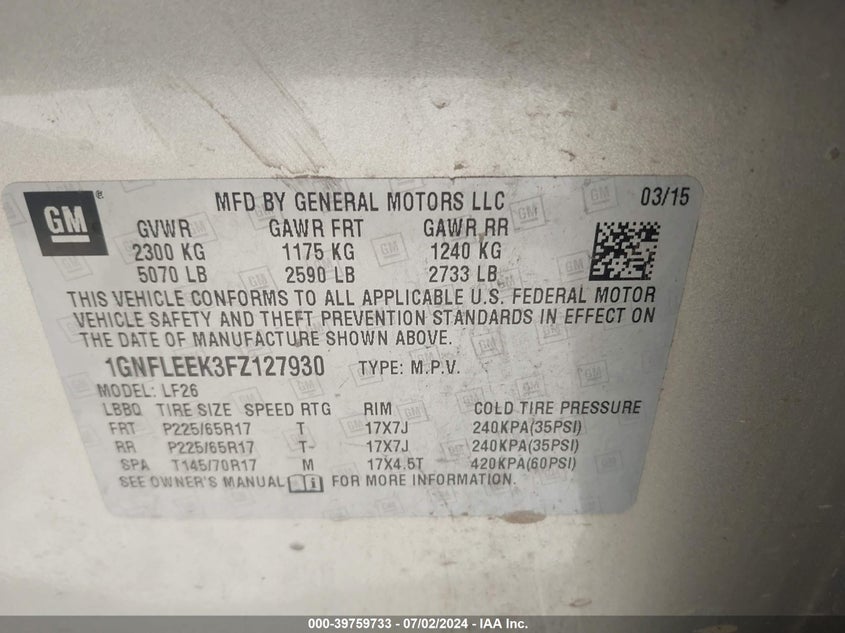 GM ®
MFD BY GENERAL MOTORS LLC 03/15
GVWR GAWR FRT GAWR RR
2300 KG 1175 KG 1240 KG
5070 LB 2590 LB 2733 LB
THIS VEHICLE CONFORMS TO ALL APPLICABLE U.S. FEDERAL MOTOR
VEHICLE SAFETY AND THEFT PREVENTION STANDARDS IN EFFECT ON
THE DATE OF MANUFACTURE SHOWN ABOVE.
1GNFLEEK3FZ127930 TYPE: M.P.V.
MODEL: LF26
LBBQ TIRE SIZE SPEED RTG RIM COLD TIRE PRESSURE
FRT P225/65R17 T 17X7J 240KPA(35PSI)
RR P225/65R17 T 17X7J 240KPA(35PSI)
SPA T145/70R17 M 17X4.5T 420KPA(60PSI)
SEE OWNER'S MANUAL i FOR MORE INFORMATION.
000-39759733 - 07/02/2024 - IAA Inc.